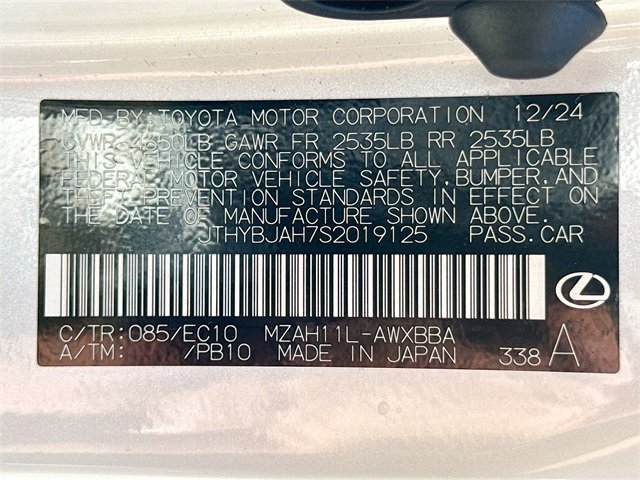 MFD BY: TOYOTA MOTOR CORPORATION 12/24
GVWR 4650LB GAWR FR 2535LB RR 2535LB
THIS VEHICLE CONFORMS TO ALL APPLICABLE
FEDERAL MOTOR VEHICLE SAFETY, BUMPER, AND
THEFT PREVENTION STANDARDS IN EFFECT ON
THE DATE OF MANUFACTURE SHOWN ABOVE.
JTHYBJAH7S2019125 PASS.CAR
C/TR:085/EC10 MZAH11L-AWXBBA
A/TM: /PB10 MADE IN JAPAN 338 A